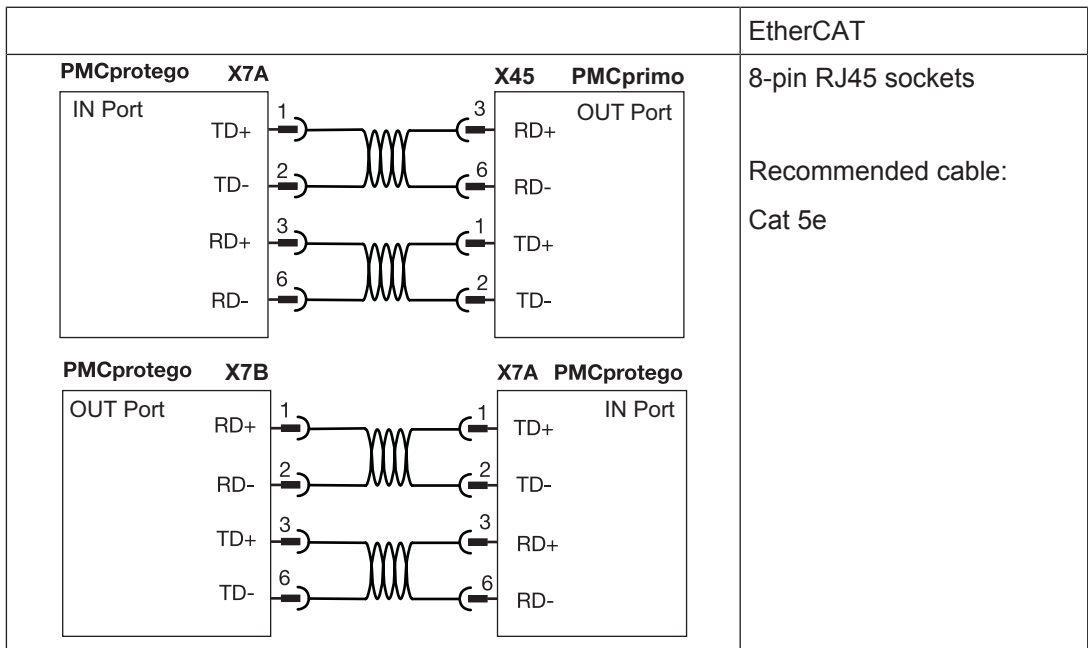 EtherCAT
PMCprotego X7A X45 PMCprimo
8-pin RJ45 sockets
IN Port OUT Port
TD+ 1 3 RD+
TD- 2 6 RD-
Recommended cable:
RD+ 3 1 TD+
Cat 5e
RD- 6 2 TD-
PMCprotego X7B X7A PMCprotego
OUT Port IN Port
RD+ 1 1 TD+
RD- 2 2 TD-
TD+ 3 3 RD+
TD- 6 6 RD-